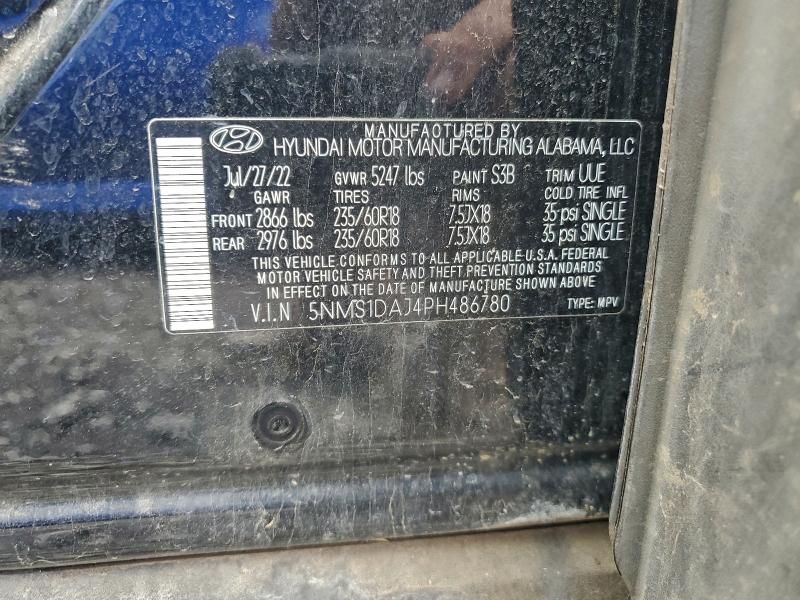 MANUFACTURED BY
HYUNDAI MOTOR MANUFACTURING ALABAMA, LLC
Jul/27/22 GVWR 5247 lbs PAINT S3B TRIM UUE
GAWR TIRES RIMS COLD TIRE INFL
FRONT 2866 lbs 235/60R18 7.5JX18 35 psi SINGLE
REAR 2976 lbs 235/60R18 7.5JX18 35 psi SINGLE
THIS VEHICLE CONFORMS TO ALL APPLICABLE U.S.A. FEDERAL
MOTOR VEHICLE SAFETY AND THEFT PREVENTION STANDARDS
IN EFFECT ON THE DATE OF MANUFACTURE SHOWN ABOVE
V.I.N 5NMS1DAJ4PH486780 TYPE: MPV